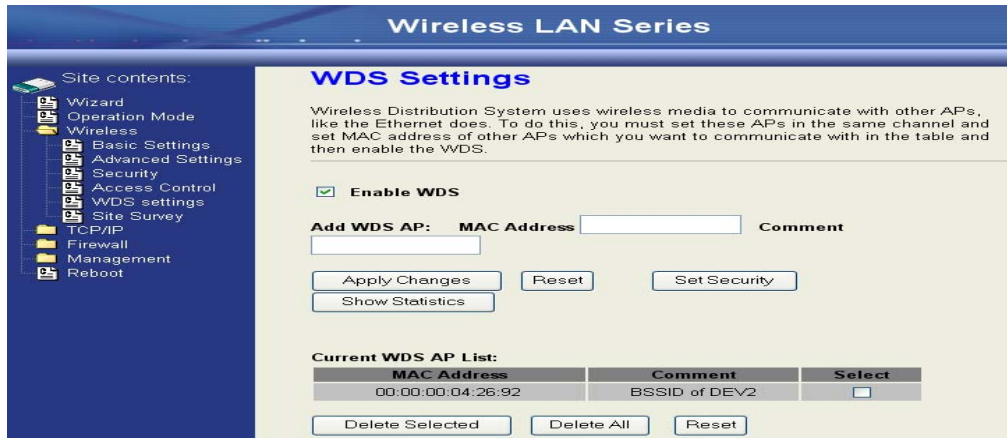 Wireless LAN Series
Site contents:
Wizard
Operation Mode
Wireless
Basic Settings
Advanced Settings
Security
Access Control
WDS settings
Site Survey
TCP/IP
Firewall
Management
Reboot
WDS Settings
Wireless Distribution System uses wireless media to communicate with other APs,
like the Ethernet does. To do this, you must set these APs in the same channel and
set MAC address of other APs which you want to communicate with in the table and
then enable the WDS.
Enable WDS
Add WDS AP: MAC Address Comment
Apply Changes Reset Set Security
Show Statistics
Current WDS AP List:
MAC Address Comment Select
00:00:00:04:26:92 BSSID of DEV2
Delete Selected Delete All Reset